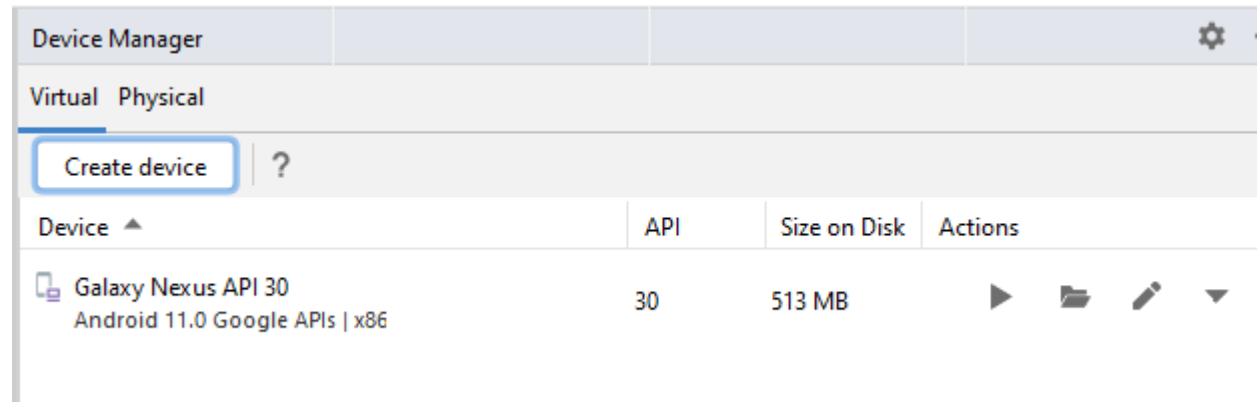 Device Manager
Virtual Physical
Create device ?
Device API Size on Disk Actions
Galaxy Nexus API 30 30 513 MB
Android 11.0 Google APIs | x86